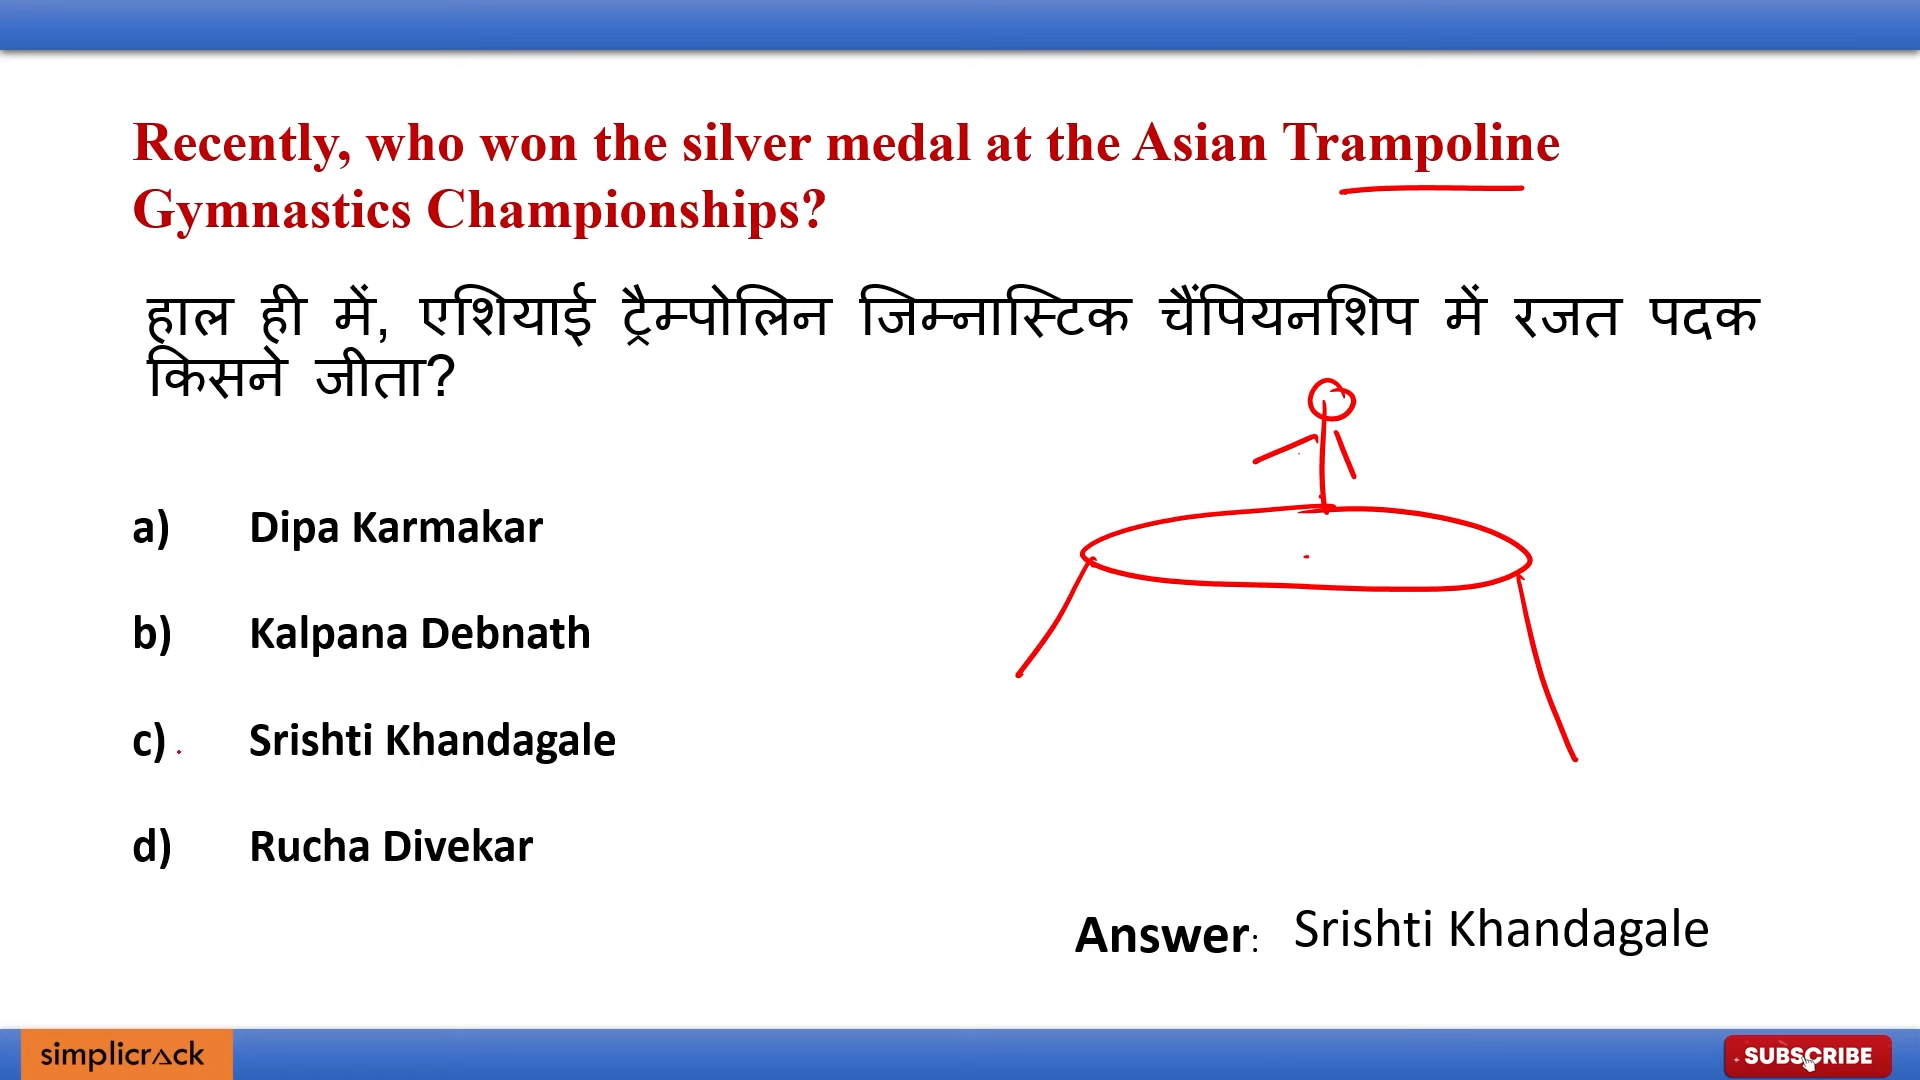 Recently, who won the silver medal at the Asian Trampoline
Gymnastics Championships?
हाल ही में, एशियाई ट्रैम्पोलिन जिम्नास्टिक चैंपियनशिप में रजत पदक
किसने जीता?
a) Dipa Karmakar
b) Kalpana Debnath
c) Srishti Khandagale
d) Rucha Divekar
Answer: Srishti Khandagale
simplicrack
SUBSCRIBE